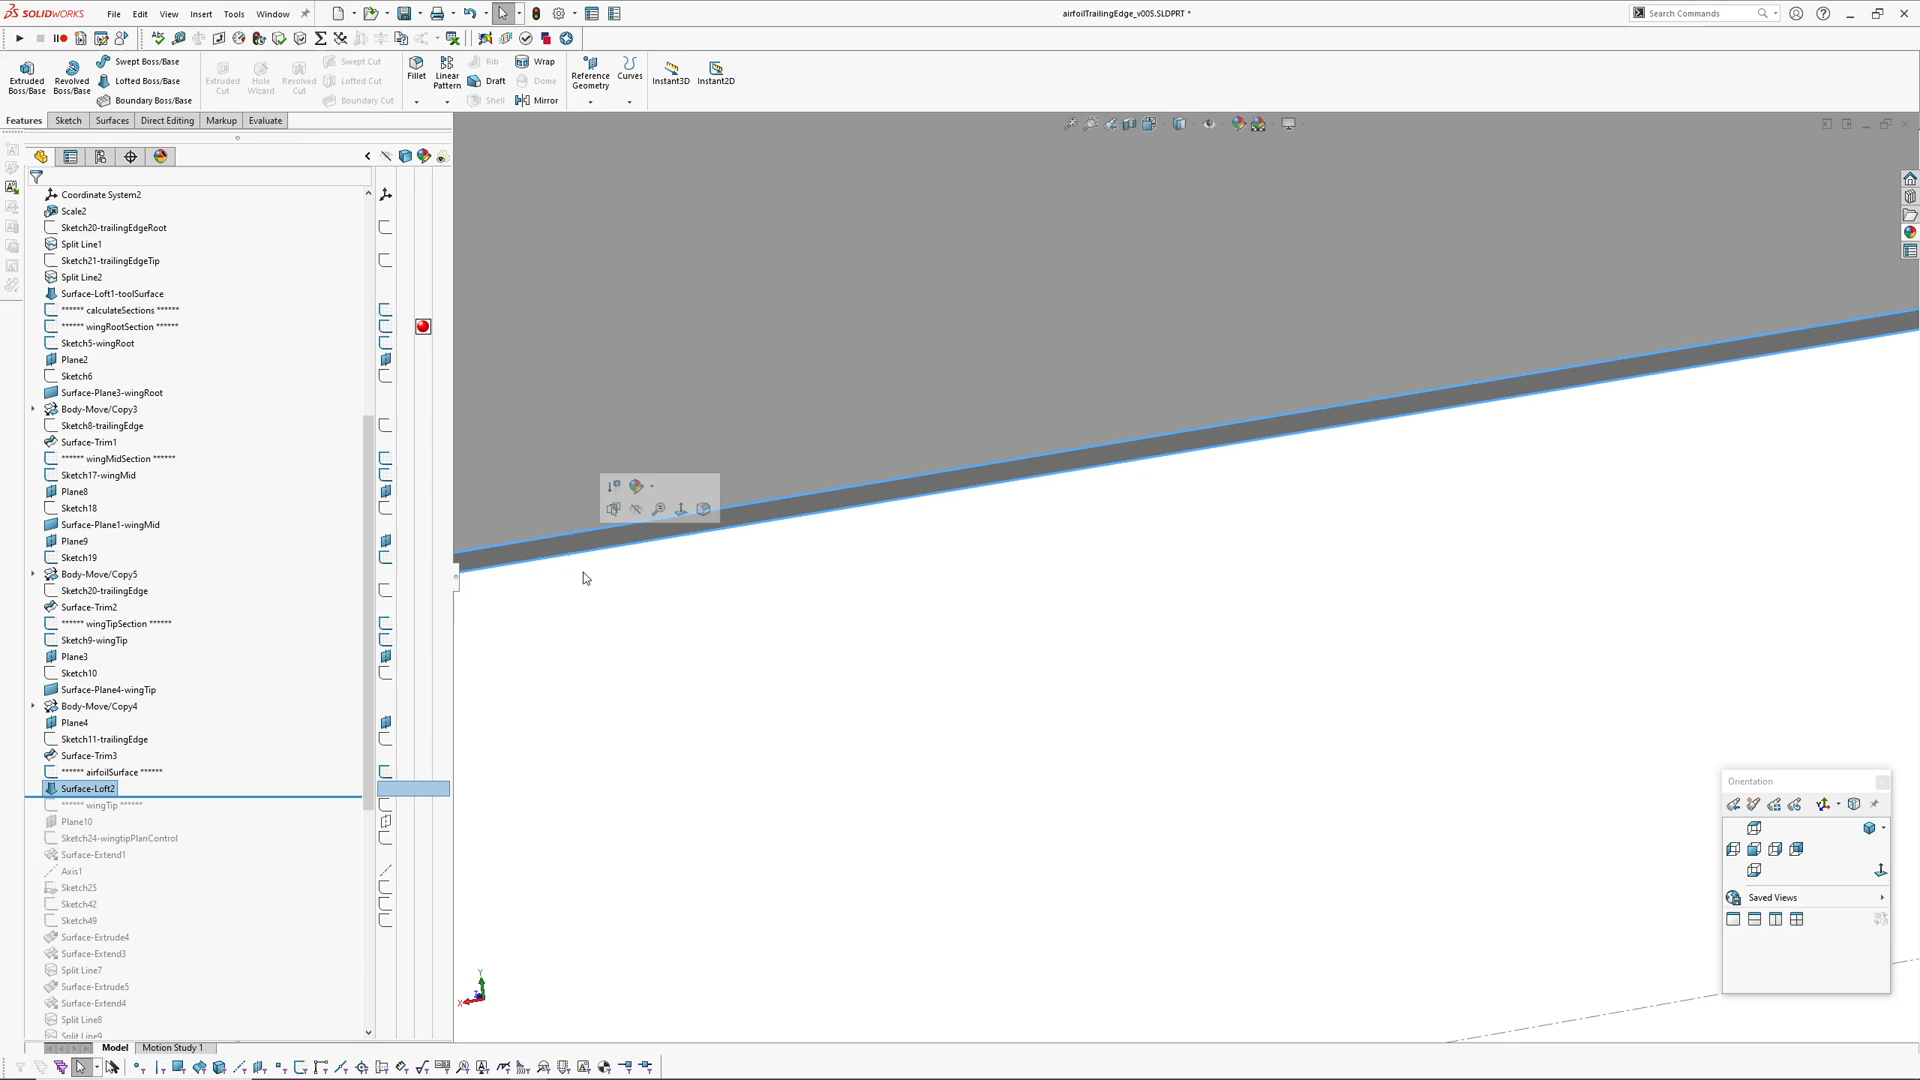 SOLIDWORKS
File Edit View Insert Tools Window
airfoilTrailingEdge_v005.SLDPRT *
Search Commands
Extruded Boss/Base
Revolved Boss/Base
Swept Boss/Base
Lofted Boss/Base
Boundary Boss/Base
Extruded Cut
Hole Wizard
Revolved Cut
Swept Cut
Lofted Cut
Boundary Cut
Fillet
Linear Pattern
Rib
Draft
Shell
Wrap
Dome
Mirror
Reference Geometry
Curves
Instant3D
Instant2D
Features Sketch Surfaces Direct Editing Markup Evaluate
Coordinate System2
Scale2
Sketch20-trailingEdgeRoot
Split Line1
Sketch21-trailingEdgeTip
Split Line2
Surface-Loft1-toolSurface
****** calculateSections ******
****** wingRootSection ******
Sketch5-wingRoot
Plane2
Sketch6
Surface-Plane3-wingRoot
Body-Move/Copy3
Sketch8-trailingEdge
Surface-Trim1
****** wingMidSection ******
Sketch17-wingMid
Plane8
Sketch18
Surface-Plane1-wingMid
Plane9
Sketch19
Body-Move/Copy5
Sketch20-trailingEdge
Surface-Trim2
****** wingTipSection ******
Sketch9-wingTip
Plane3
Sketch10
Surface-Plane4-wingTip
Body-Move/Copy4
Plane4
Sketch11-trailingEdge
Surface-Trim3
****** airfoilSurface ******
Surface-Loft2
****** wingTip ******
Plane10
Sketch24-wingtipPlanControl
Surface-Extend1
Axis1
Sketch25
Sketch42
Sketch49
Surface-Extrude4
Surface-Extend3
Split Line7
Surface-Extrude5
Surface-Extend4
Split Line8
Split Line9
Y
X
Z
Orientation
Saved Views
Model Motion Study 1